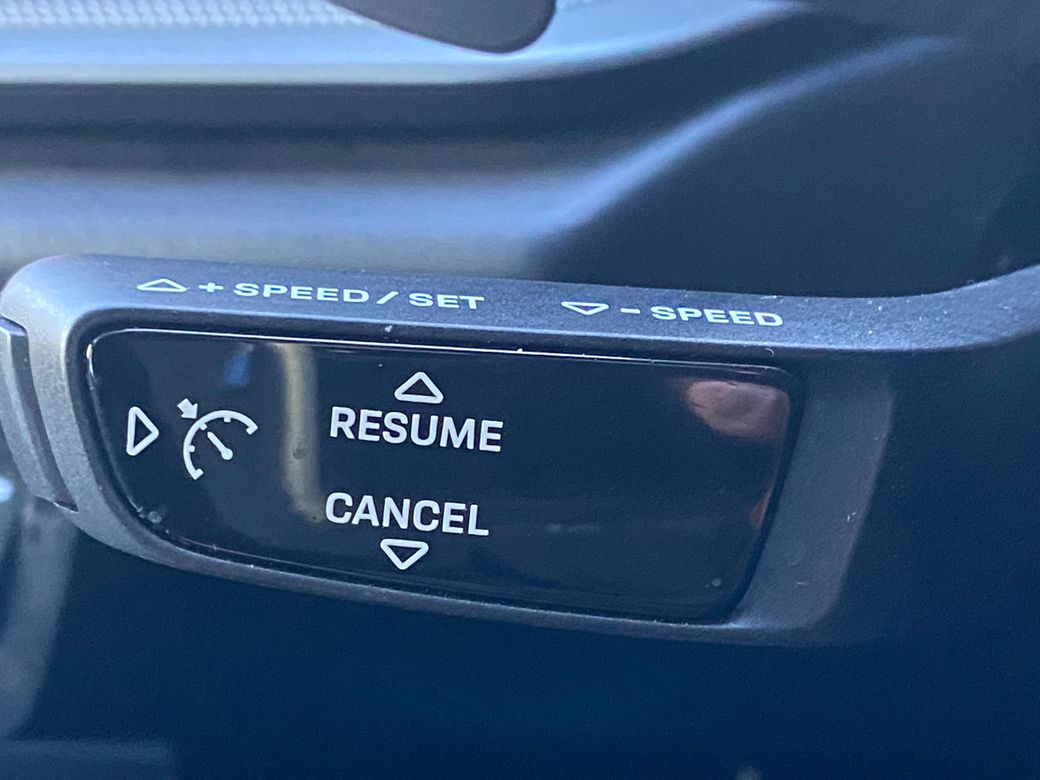 + SPEED / SET - SPEED
RESUME
CANCEL